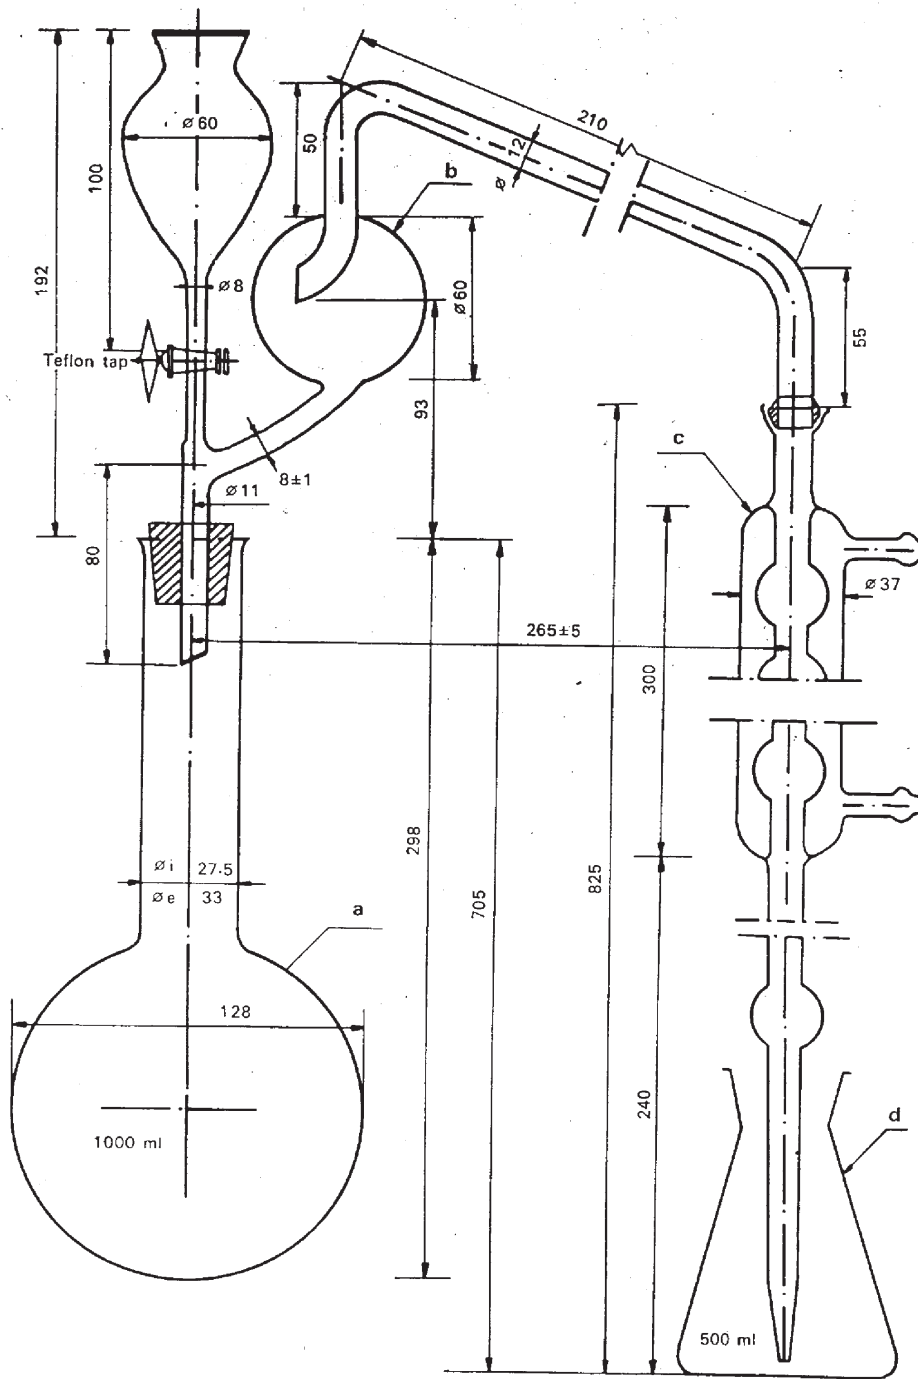 210
Ø 60
50
Ø 12
b
100
192
Ø 8
Ø 60
55
Teflon tap
93
c
8±1
Ø 11
80
Ø 37
265±5
300
298
825
705
Ø i 27·5
Ø e 33
a
128
240
d
1000 ml
500 ml